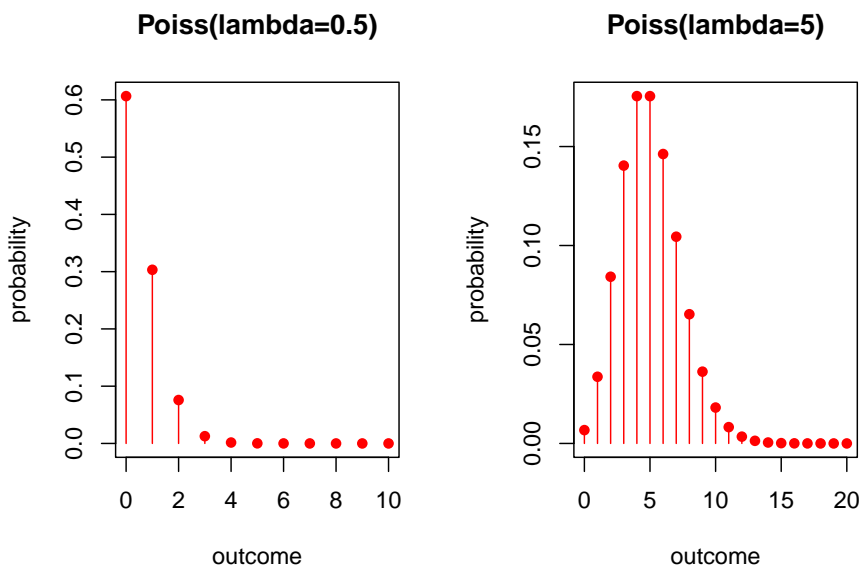 Poiss(lambda=0.5)
probability
0.0
0.1
0.2
0.3
0.4
0.5
0.6
0 2 4 6 8 10
outcome
Poiss(lambda=5)
probability
0.00
0.05
0.10
0.15
0 5 10 15 20
outcome